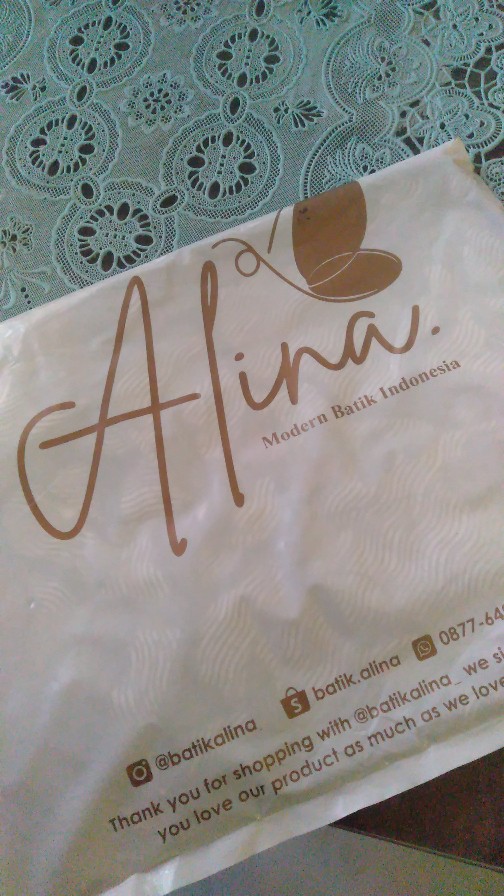 Alina.
Modern Batik Indonesia
@batikalina_ batik.alina 0877-64
Thank you for shopping with @batikalina_ we si
you love our product as much as we love